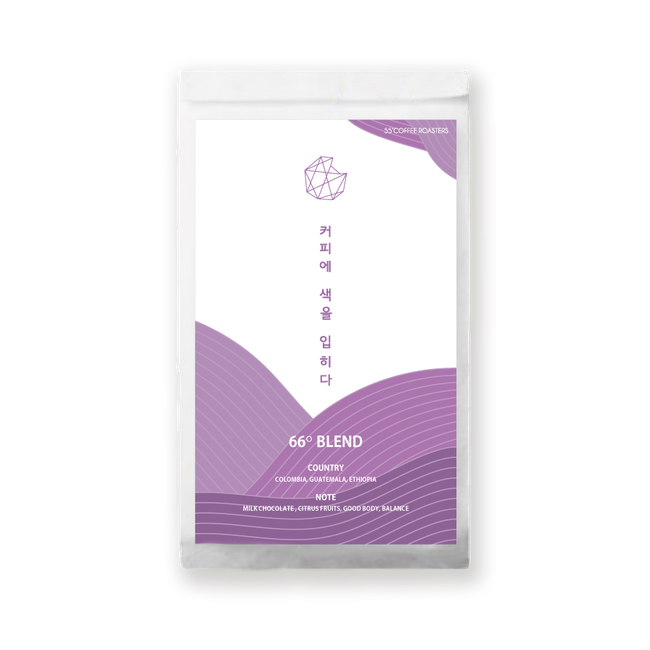 55°COFFEE ROASTERS
커피에 색을 입히다
66° BLEND
COUNTRY
COLOMBIA, GUATEMALA, ETHIOPIA
NOTE
MILK CHOCOLATE , CITRUS FRUITS, GOOD BODY, BALANCE